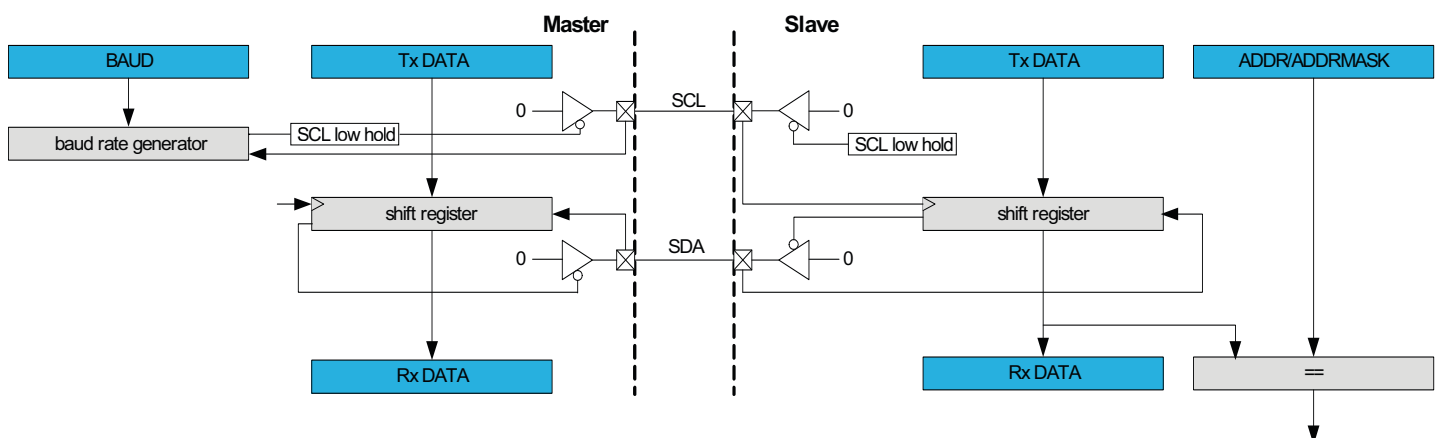 Master Slave
BAUD Tx DATA Tx DATA ADDR/ADDRMASK
0 SCL 0
baud rate generator SCL low hold SCL low hold
shift register shift register
0 SDA 0
Rx DATA Rx DATA ==